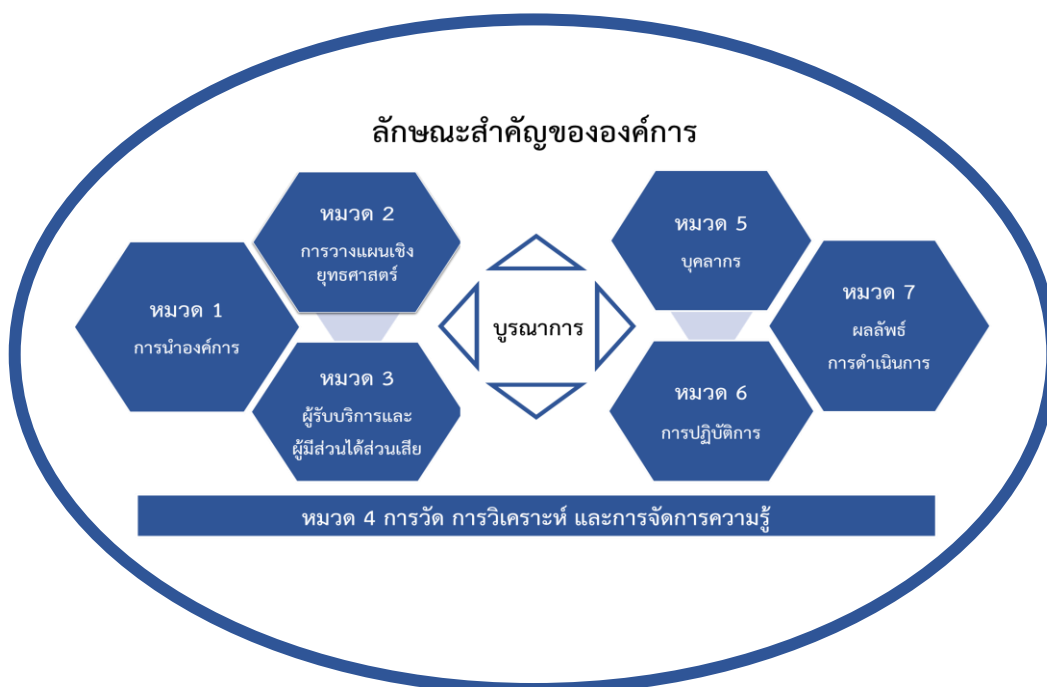 ลักษณะสำคัญขององค์การ
หมวด 1
การนำองค์การ
หมวด 2
การวางแผนเชิง
ยุทธศาสตร์
หมวด 3
ผู้รับบริการและ
ผู้มีส่วนได้ส่วนเสีย
บูรณาการ
หมวด 5
บุคลากร
หมวด 6
การปฏิบัติการ
หมวด 7
ผลลัพธ์
การดำเนินการ
หมวด 4 การวัด การวิเคราะห์ และการจัดการความรู้